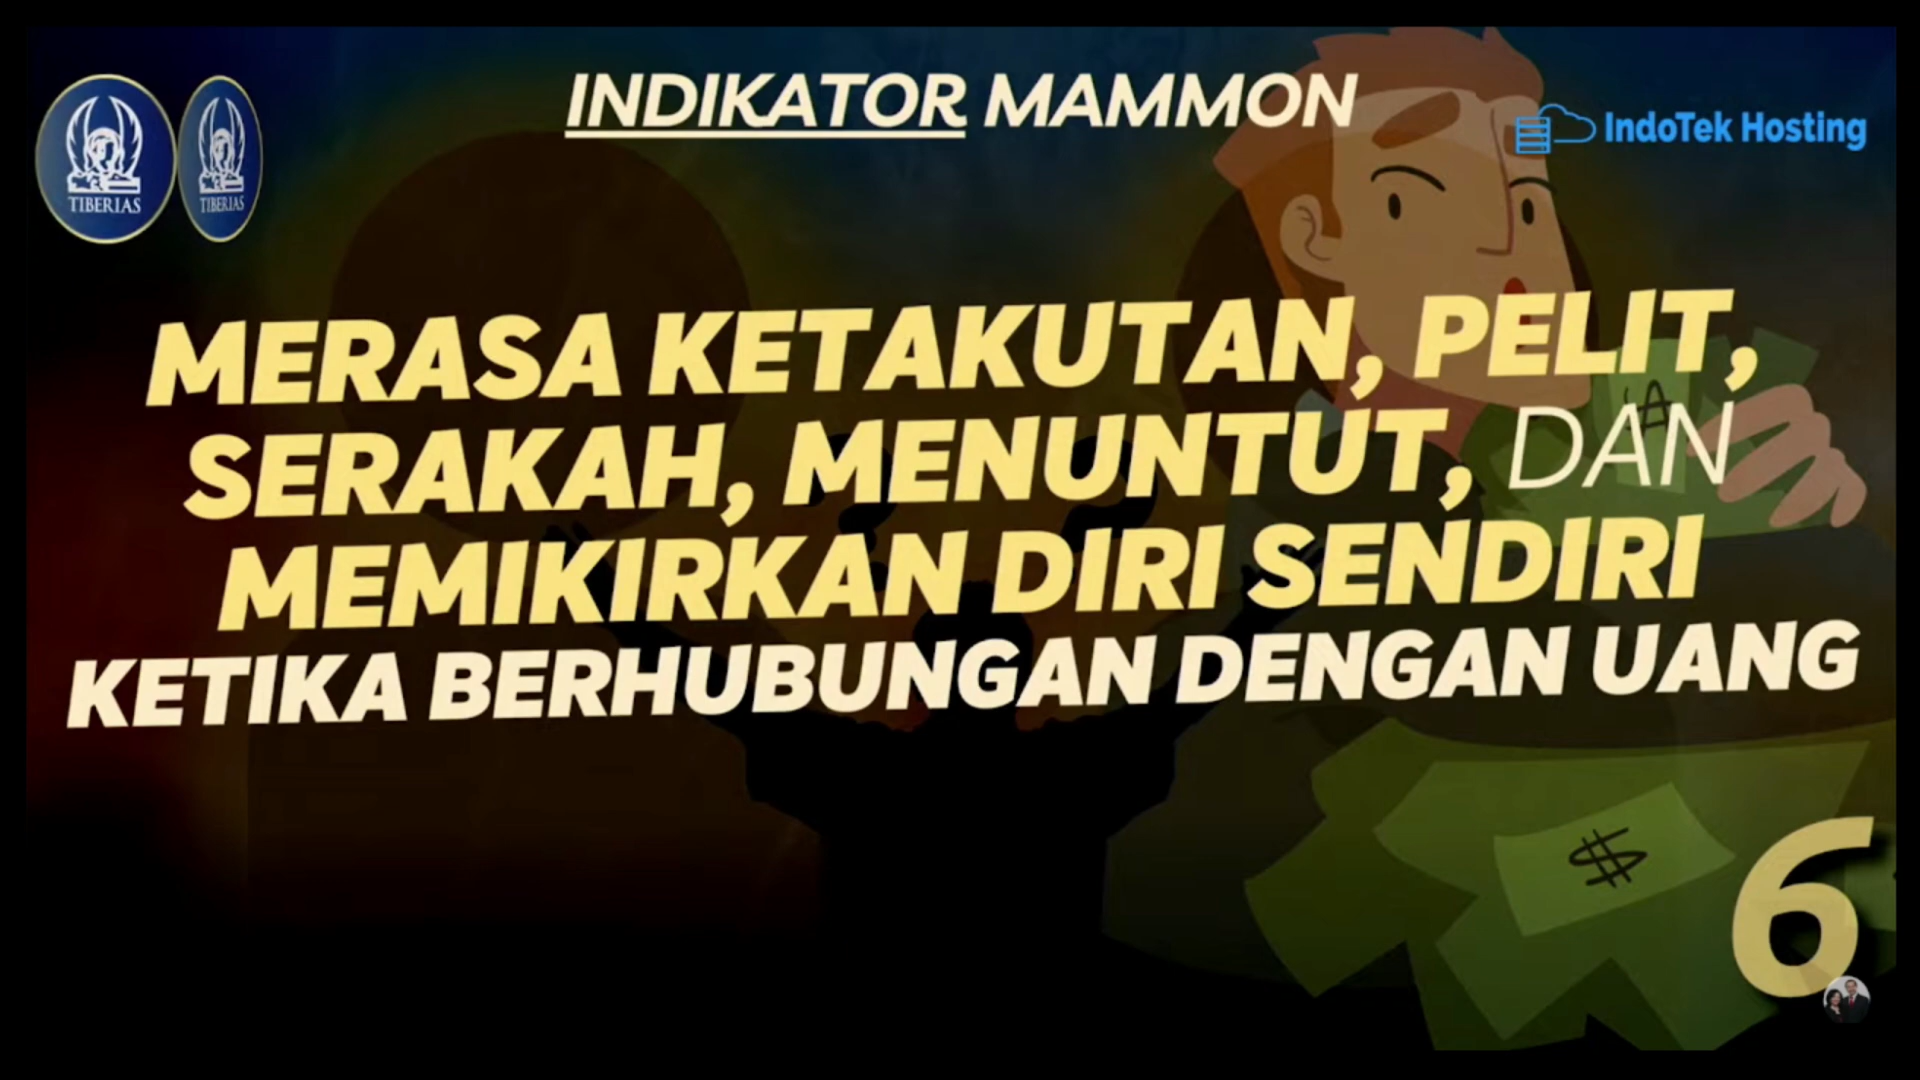 INDIKATOR MAMMON
TIBERIAS
TIBERIAS
IndoTek Hosting
MERASA KETAKUTAN, PELIT,
SERAKAH, MENUNTUT, DAN
MEMIKIRKAN DIRI SENDIRI
KETIKA BERHUBUNGAN DENGAN UANG
$
6